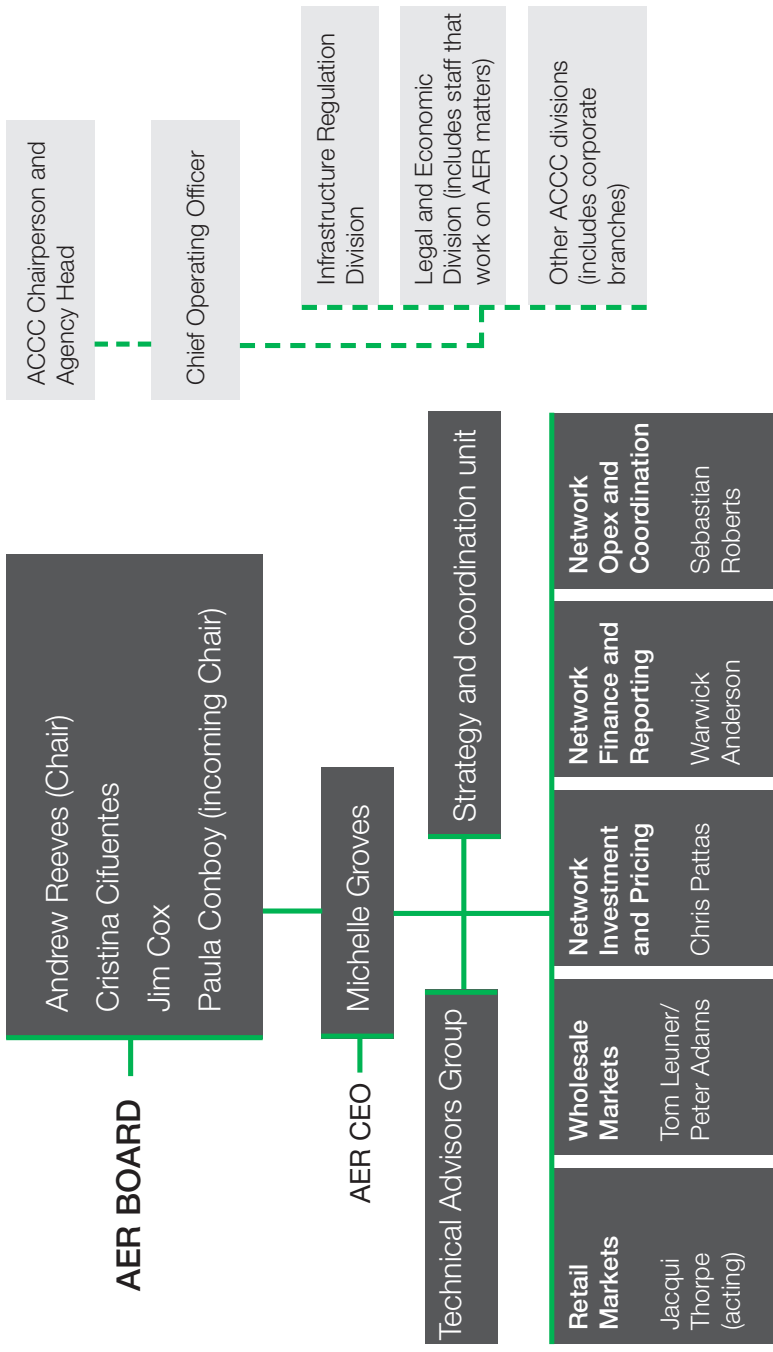 AER BOARD
Andrew Reeves (Chair)
Cristina Cifuentes
Jim Cox
Paula Conboy (incoming Chair)
AER CEO
Michelle Groves
Technical Advisors Group
Strategy and coordination unit
Retail
Markets
Jacqui
Thorpe
(acting)
Wholesale
Markets
Tom Leuner/
Peter Adams
Network
Investment
and Pricing
Chris Pattas
Network
Finance and
Reporting
Warwick
Anderson
Network
Opex and
Coordination
Sebastian
Roberts
ACCC Chairperson and
Agency Head
Chief Operating Officer
Infrastructure Regulation
Division
Legal and Economic
Division (includes staff that
work on AER matters)
Other ACCC divisions
(includes corporate
branches)